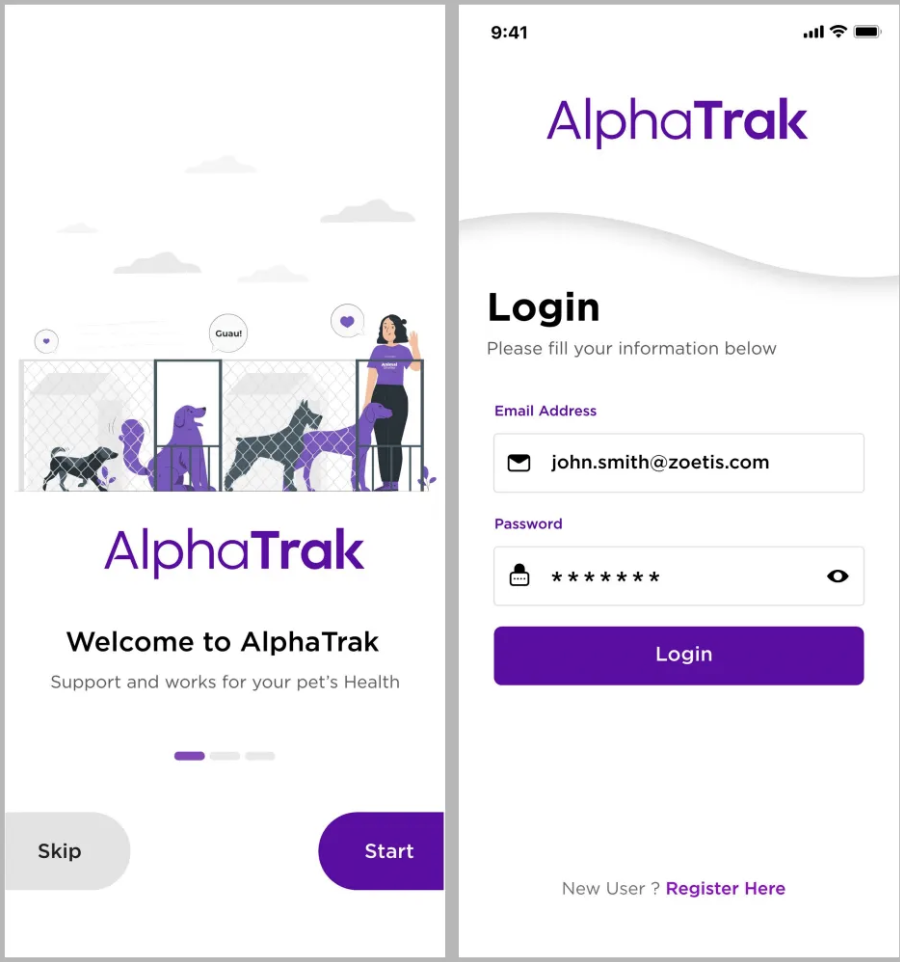 Guau!
AlphaTrak
Welcome to AlphaTrak
Support and works for your pet’s Health
Skip
Start
9:41
AlphaTrak
Login
Please fill your information below
Email Address
john.smith@zoetis.com
Password
*******
Login
New User ? Register Here